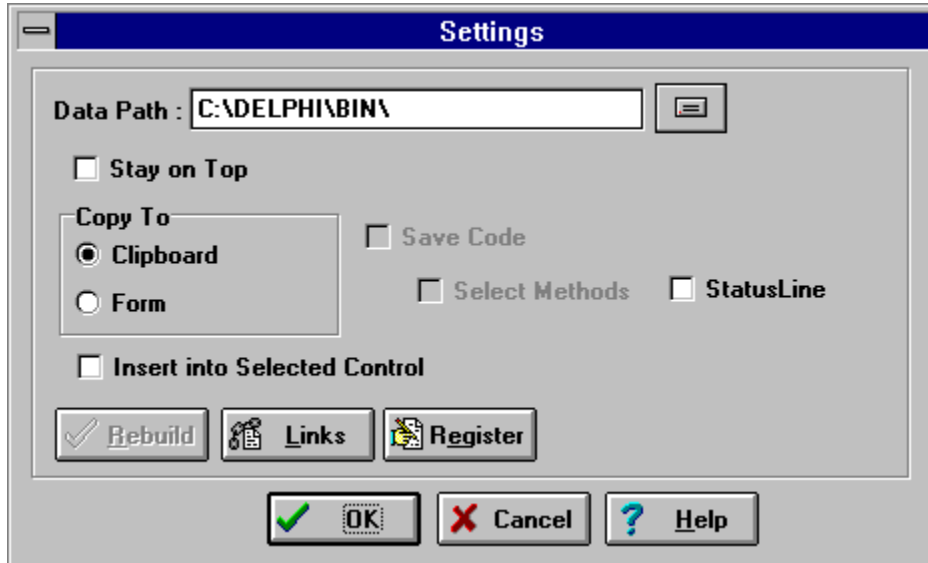 Settings
Data Path : C:\DELPHI\BIN\
Stay on Top
Copy To
Clipboard
Form
Save Code
Select Methods
StatusLine
Insert into Selected Control
Rebuild
Links
Register
OK
Cancel
Help